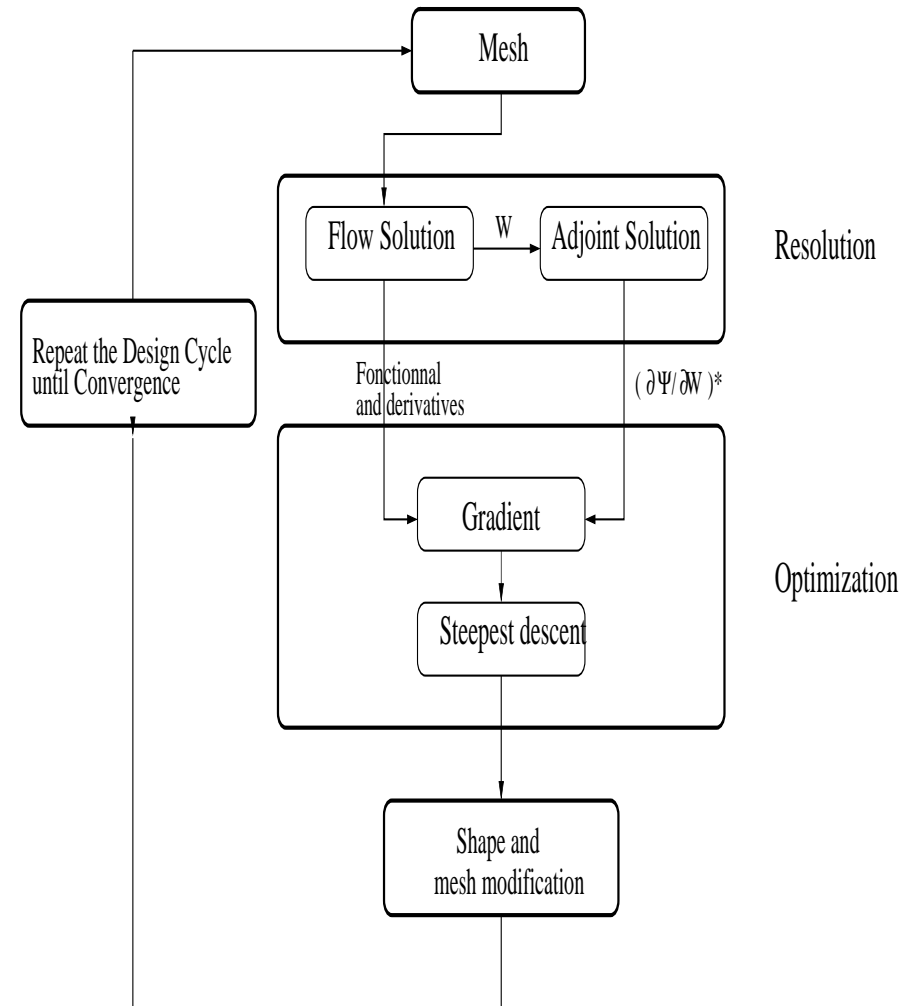 Mesh
Flow Solution
W
Adjoint Solution
Resolution
Repeat the Design Cycle
until Convergence
Fonctionnal
and derivatives
( ∂Ψ/∂W )*
Gradient
Optimization
Steepest descent
Shape and
mesh modification